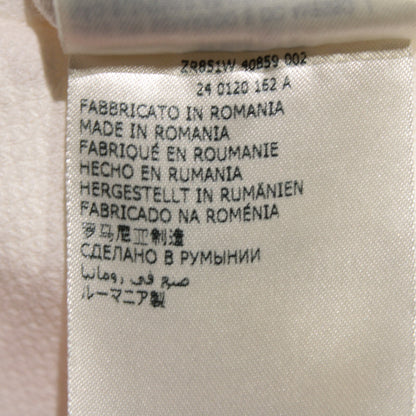 ZR851W 40859 002
24 0120 162 A
FABBRICATO IN ROMANIA
MADE IN ROMANIA
FABRIQUÉ EN ROUMANIE
HECHO EN RUMANIA
HERGESTELLT IN RUMÄNIEN
FABRICADO NA ROMÉNIA
罗马尼亚制造
СДЕЛАНО В РУМЫНИИ
صنع في رومانيا
ルーマニア製